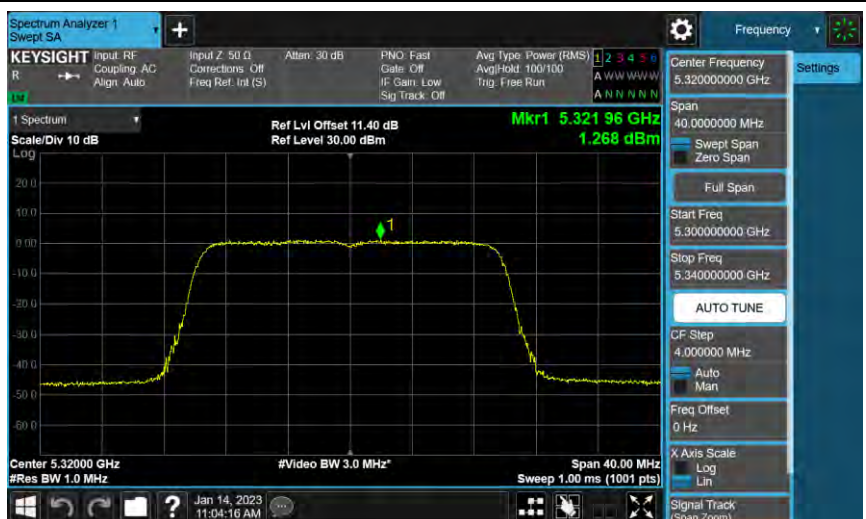 Spectrum Analyzer 1
Swept SA
+
Frequency
KEYSIGHT
R
Input: RF
Coupling: AC
Align: Auto
Input Z: 50 Ω
Corrections: Off
Freq Ref: Int (S)
Atten: 30 dB
PNO: Fast
Gate: Off
IF Gain: Low
Sig Track: Off
Avg Type: Power (RMS)
Avg|Hold: 100/100
Trig: Free Run
1 2 3 4 5 6
A W W W W W
A N N N N N
1 Spectrum
Scale/Div 10 dB
Log
Ref Lvl Offset 11.40 dB
Ref Level 30.00 dBm
Mkr1 5.321 96 GHz
1.268 dBm
20.0
10.0
0.00
-10.0
-20.0
-30.0
-40.0
-50.0
-60.0
1
Center 5.32000 GHz
#Res BW 1.0 MHz
#Video BW 3.0 MHz*
Span 40.00 MHz
Sweep 1.00 ms (1001 pts)
Center Frequency
5.320000000 GHz
Settings
Span
40.0000000 MHz
Swept Span
Zero Span
Full Span
Start Freq
5.300000000 GHz
Stop Freq
5.340000000 GHz
AUTO TUNE
CF Step
4.000000 MHz
Auto
Man
Freq Offset
0 Hz
X Axis Scale
Log
Lin
Signal Track
(Span Zoom)
?
Jan 14, 2023
11:04:16 AM